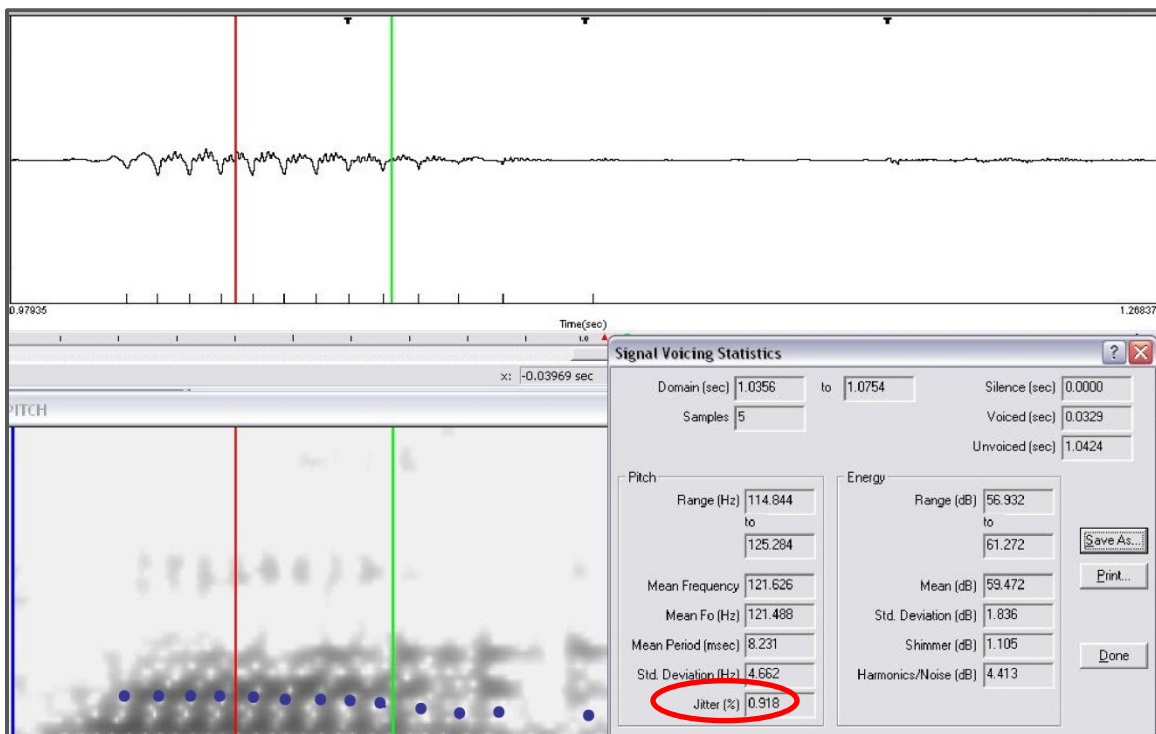 0.97935 1.26837
Time(sec)
1.0
x: -0.03969 sec
PITCH
Signal Voicing Statistics
Domain (sec) 1.0356 to 1.0754 Silence (sec) 0.0000
Samples 5 Voiced (sec) 0.0329
Unvoiced (sec) 1.0424
Pitch Energy
Range (Hz) 114.844 Range (dB) 56.932
to to
125.284 61.272
Save As...
Mean Frequency 121.626 Mean (dB) 59.472 Print...
Mean Fo (Hz) 121.488 Std. Deviation (dB) 1.836
Mean Period (msec) 8.231 Shimmer (dB) 1.105 Done
Std. Deviation (Hz) 4.662 Harmonics/Noise (dB) 4.413
Jitter (%) 0.918